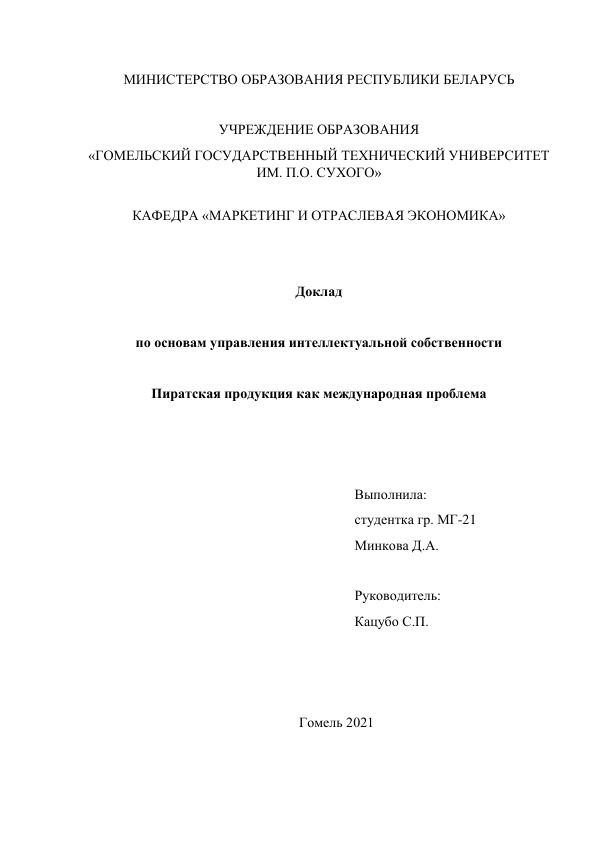 МИНИСТЕРСТВО ОБРАЗОВАНИЯ РЕСПУБЛИКИ БЕЛАРУСЬ
УЧРЕЖДЕНИЕ ОБРАЗОВАНИЯ
«ГОМЕЛЬСКИЙ ГОСУДАРСТВЕННЫЙ ТЕХНИЧЕСКИЙ УНИВЕРСИТЕТ
ИМ. П.О. СУХОГО»
КАФЕДРА «МАРКЕТИНГ И ОТРАСЛЕВАЯ ЭКОНОМИКА»
Доклад
по основам управления интеллектуальной собственности
Пиратская продукция как международная проблема
Выполнила:
студентка гр. МГ-21
Минкова Д.А.
Руководитель:
Кацубо С.П.
Гомель 2021